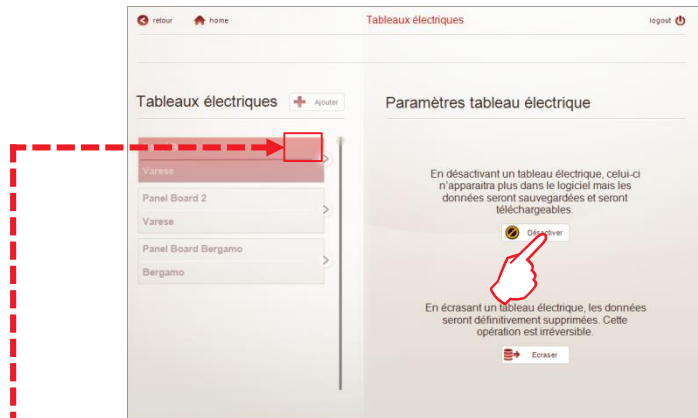 retour home Tableaux électriques logout
Tableaux électriques Ajouter
Paramètres tableau électrique
Varese
Panel Board 2
Varese
Panel Board Bergamo
Bergamo
En désactivant un tableau électrique, celui-ci
n'apparaitra plus dans le logiciel mais les
données seront sauvegardées et seront
téléchargeables.
Désactiver
En écrasant un tableau électrique, les données
seront définitivement supprimées. Cette
opération est irréversible.
Ecraser